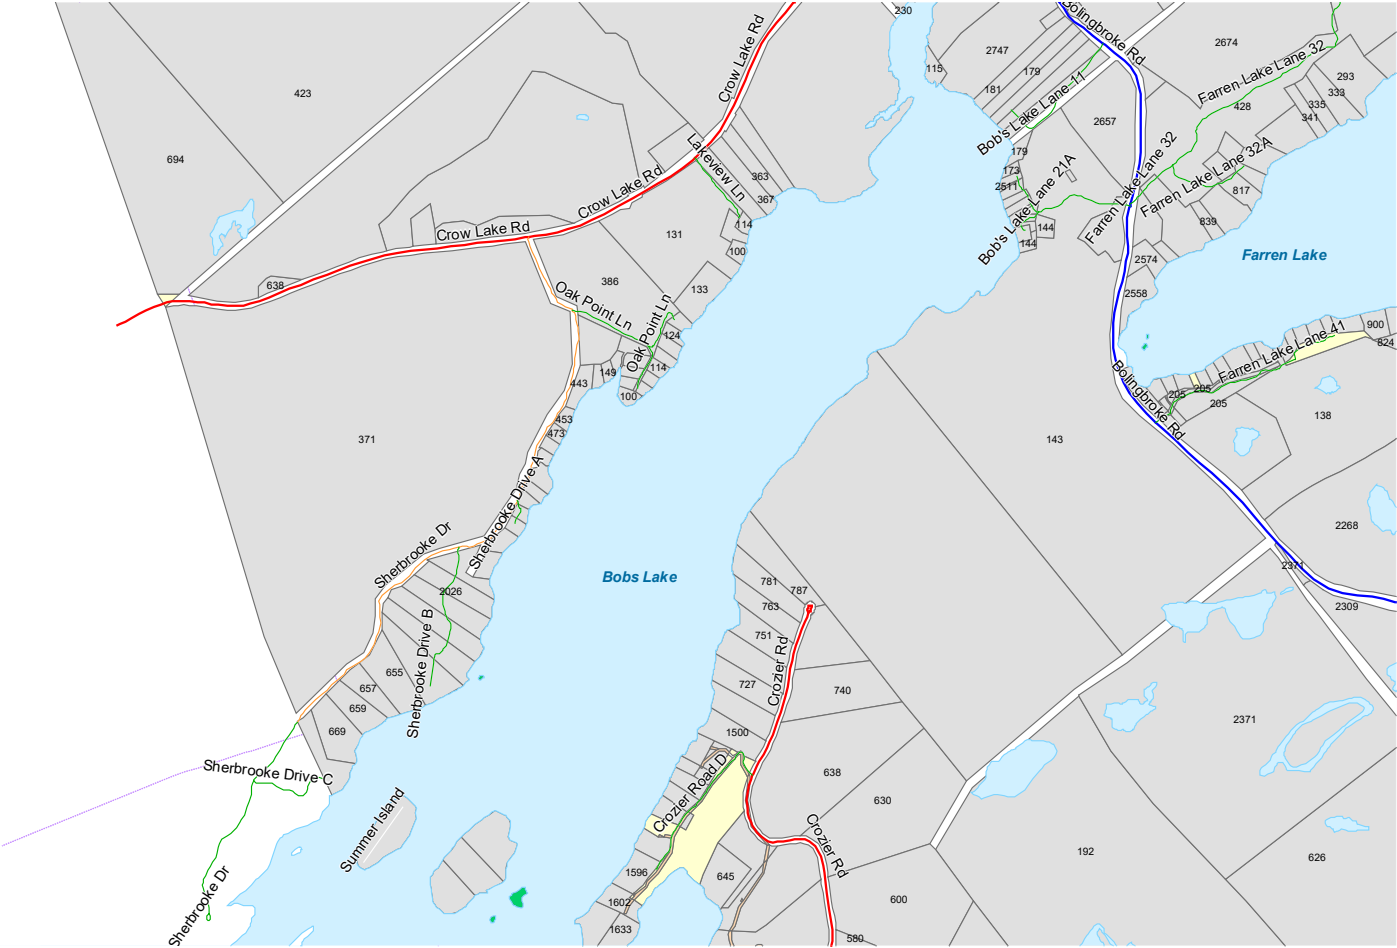 230
Bolingbroke Rd
2747
2674
Crow Lake Rd
115
179
Farren Lake Lane 32
293
333
423
181
428
335
341
Bob's Lake Lane 11
2657
694
Lakeview Ln
179
Farren Lake Lane 32
Farren Lake Lane 32A
173
Bob's Lake Lane 21A
363
2511
817
Crow Lake Rd
367
839
Crow Lake Rd
131
114
144
144
100
Farren Lake
2574
638
386
133
2558
Oak Point Ln
Oak Point Ln
124
900
824
Farren Lake Lane 41
149
114
443
100
Bolingbroke Rd
205
205
205
138
453
473
371
143
Sherbrooke Drive A
Sherbrooke Dr
2268
2371
Bobs Lake
781
787
763
2309
2026
751
Sherbrooke Drive B
Crozier Rd
655
657
659
727
740
669
1500
2371
Sherbrooke Drive C
638
630
Crozier Road D
Summer Island
Crozier Rd
192
626
1596
645
Sherbrooke Dr
1602
600
1633
580